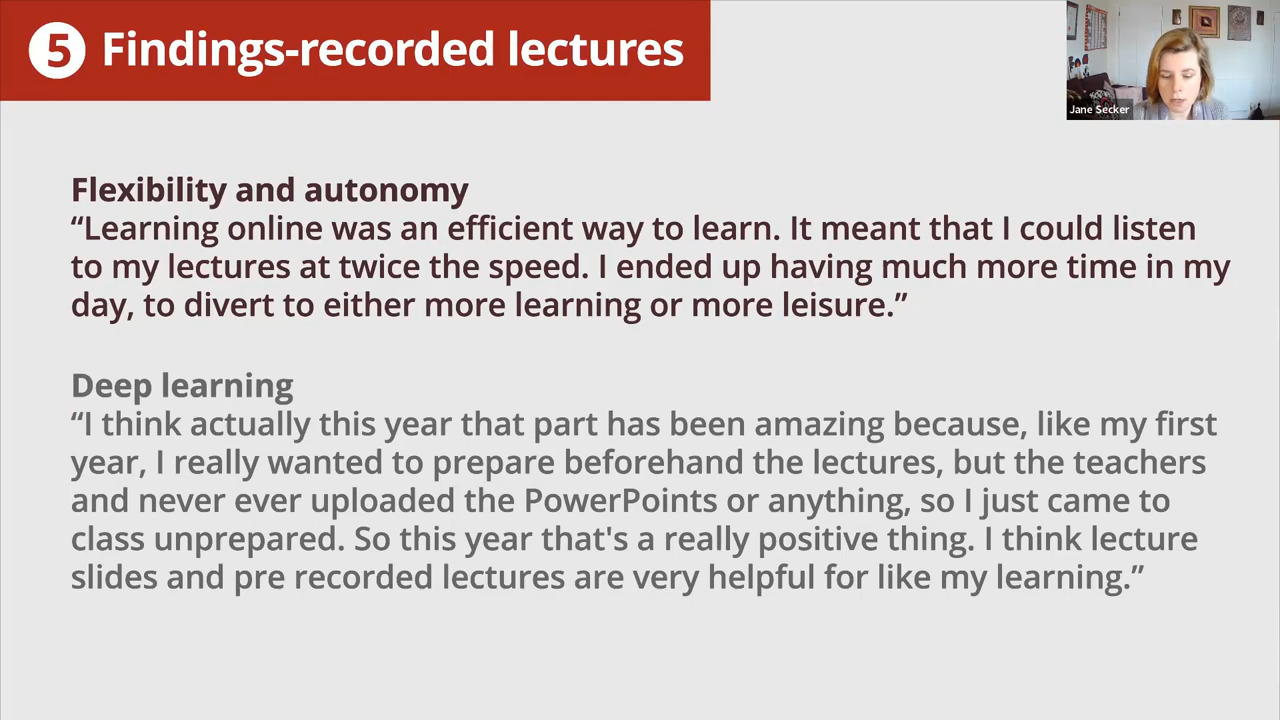 5 Findings-recorded lectures
Jane Secker
Flexibility and autonomy
“Learning online was an efficient way to learn. It meant that I could listen
to my lectures at twice the speed. I ended up having much more time in my
day, to divert to either more learning or more leisure.”
Deep learning
“I think actually this year that part has been amazing because, like my first
year, I really wanted to prepare beforehand the lectures, but the teachers
and never ever uploaded the PowerPoints or anything, so I just came to
class unprepared. So this year that's a really positive thing. I think lecture
slides and pre recorded lectures are very helpful for like my learning.”